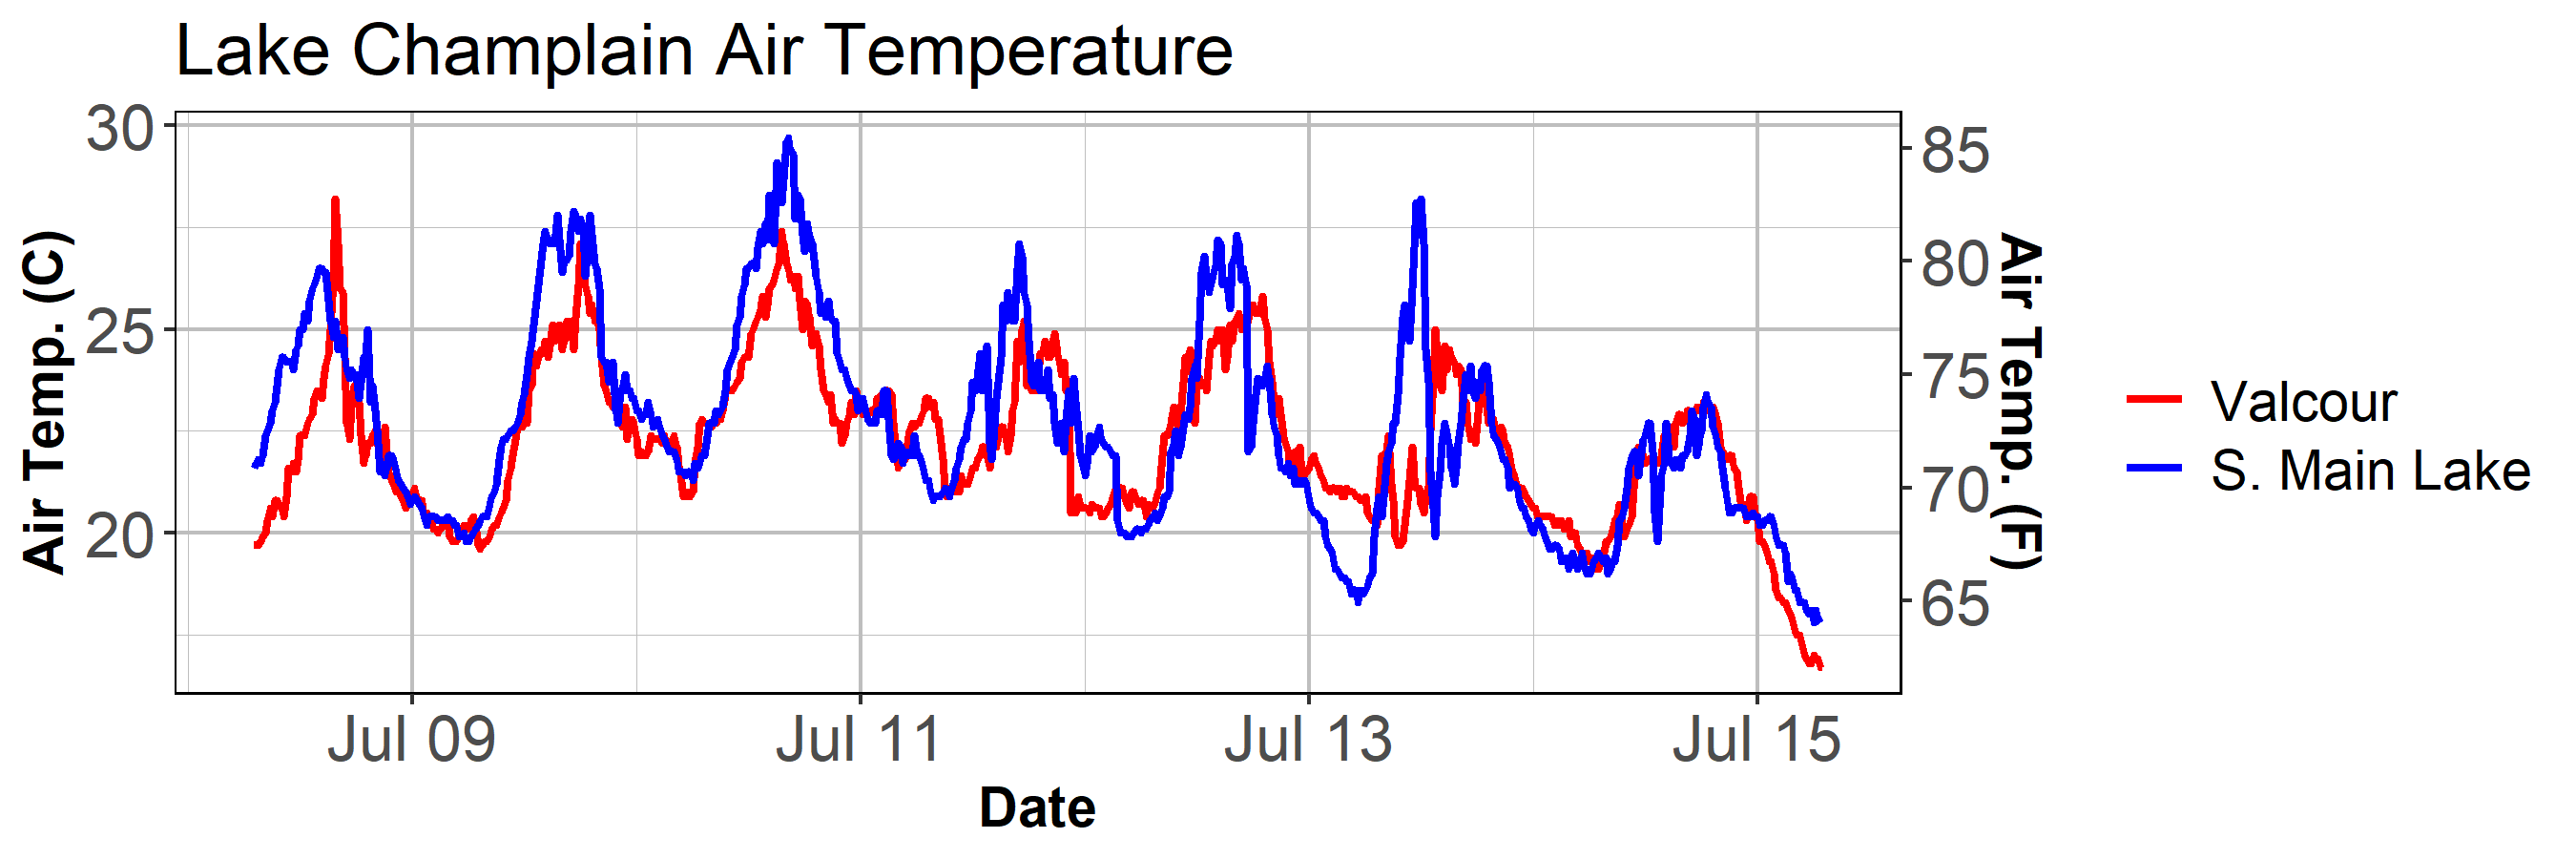 Lake Champlain Air Temperature
30
25
20
Air Temp. (C)
85
80
75
70
65
Air Temp. (F)
Jul 09
Jul 11
Jul 13
Jul 15
Date
Valcour
S. Main Lake